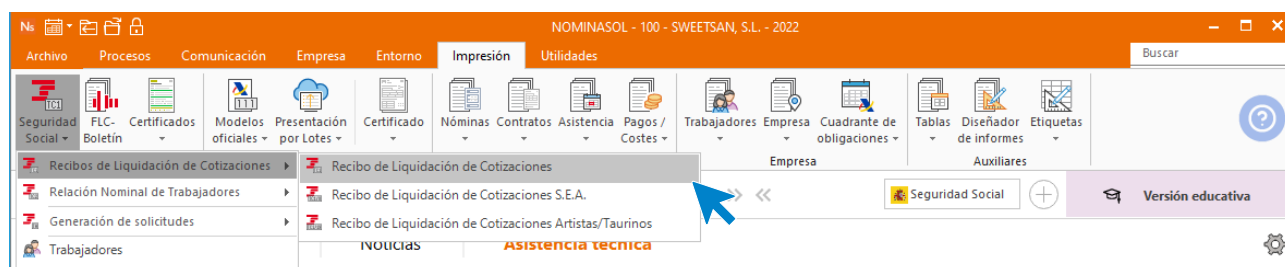 Ns NOMINASOL - 100 - SWEETSAN, S.L. - 2022
Archivo Procesos Comunicación Empresa Entorno Impresión Utilidades Buscar
TC1 111
Seguridad Social FLC- Boletín Certificados Modelos oficiales Presentación por Lotes Certificado Nóminas Contratos Asistencia Pagos / Costes Trabajadores Empresa Cuadrante de obligaciones Tablas Diseñador de informes Etiquetas
Empresa Auxiliares
Recibos de Liquidación de Cotizaciones Recibo de Liquidación de Cotizaciones
Relación Nominal de Trabajadores Recibo de Liquidación de Cotizaciones S.E.A. Seguridad Social Versión educativa
Generación de solicitudes Recibo de Liquidación de Cotizaciones Artistas/Taurinos
Trabajadores Noticias Asistencia técnica